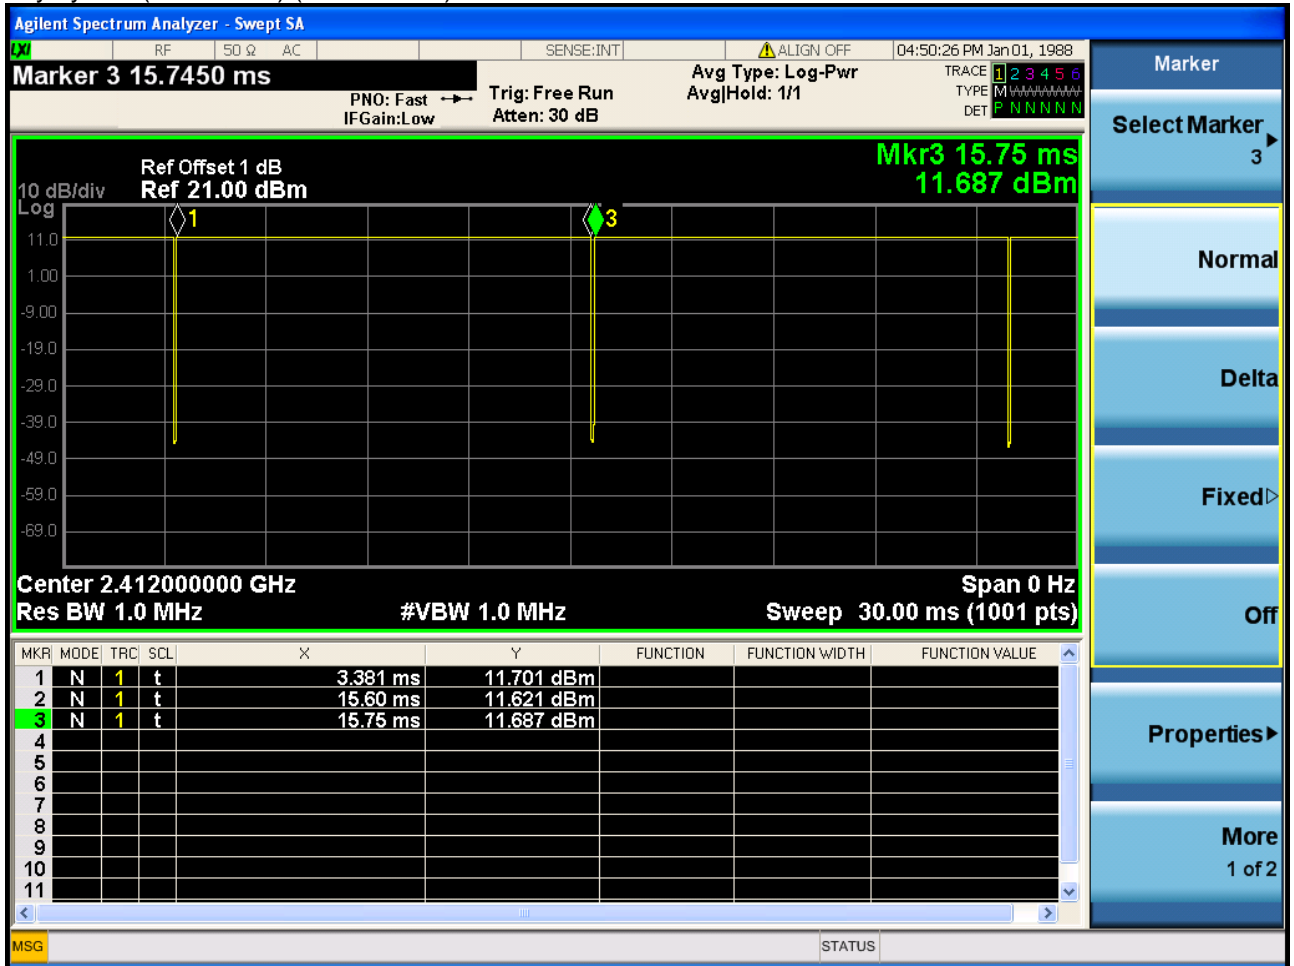 Agilent Spectrum Analyzer - Swept SA
LXI RF 50 Ω AC SENSE:INT ALIGN OFF 04:50:26 PM Jan 01, 1988
Marker 3 15.7450 ms
PNO: Fast
IFGain:Low
Trig: Free Run
Atten: 30 dB
Avg Type: Log-Pwr
Avg|Hold: 1/1
TRACE 1 2 3 4 5 6
TYPE M
DET P N N N N N
Mkr3 15.75 ms
11.687 dBm
Ref Offset 1 dB
10 dB/div Ref 21.00 dBm
Log
1
3
11.0
1.00
-9.00
-19.0
-29.0
-39.0
-49.0
-59.0
-69.0
Center 2.412000000 GHz Span 0 Hz
Res BW 1.0 MHz #VBW 1.0 MHz Sweep 30.00 ms (1001 pts)
MKR MODE TRC SCL X Y FUNCTION FUNCTION WIDTH FUNCTION VALUE
1 N 1 t 3.381 ms 11.701 dBm
2 N 1 t 15.60 ms 11.621 dBm
3 N 1 t 15.75 ms 11.687 dBm
4
5
6
7
8
9
10
11
MSG STATUS
Marker
Select Marker
3
Normal
Delta
Fixed
Off
Properties
More
1 of 2